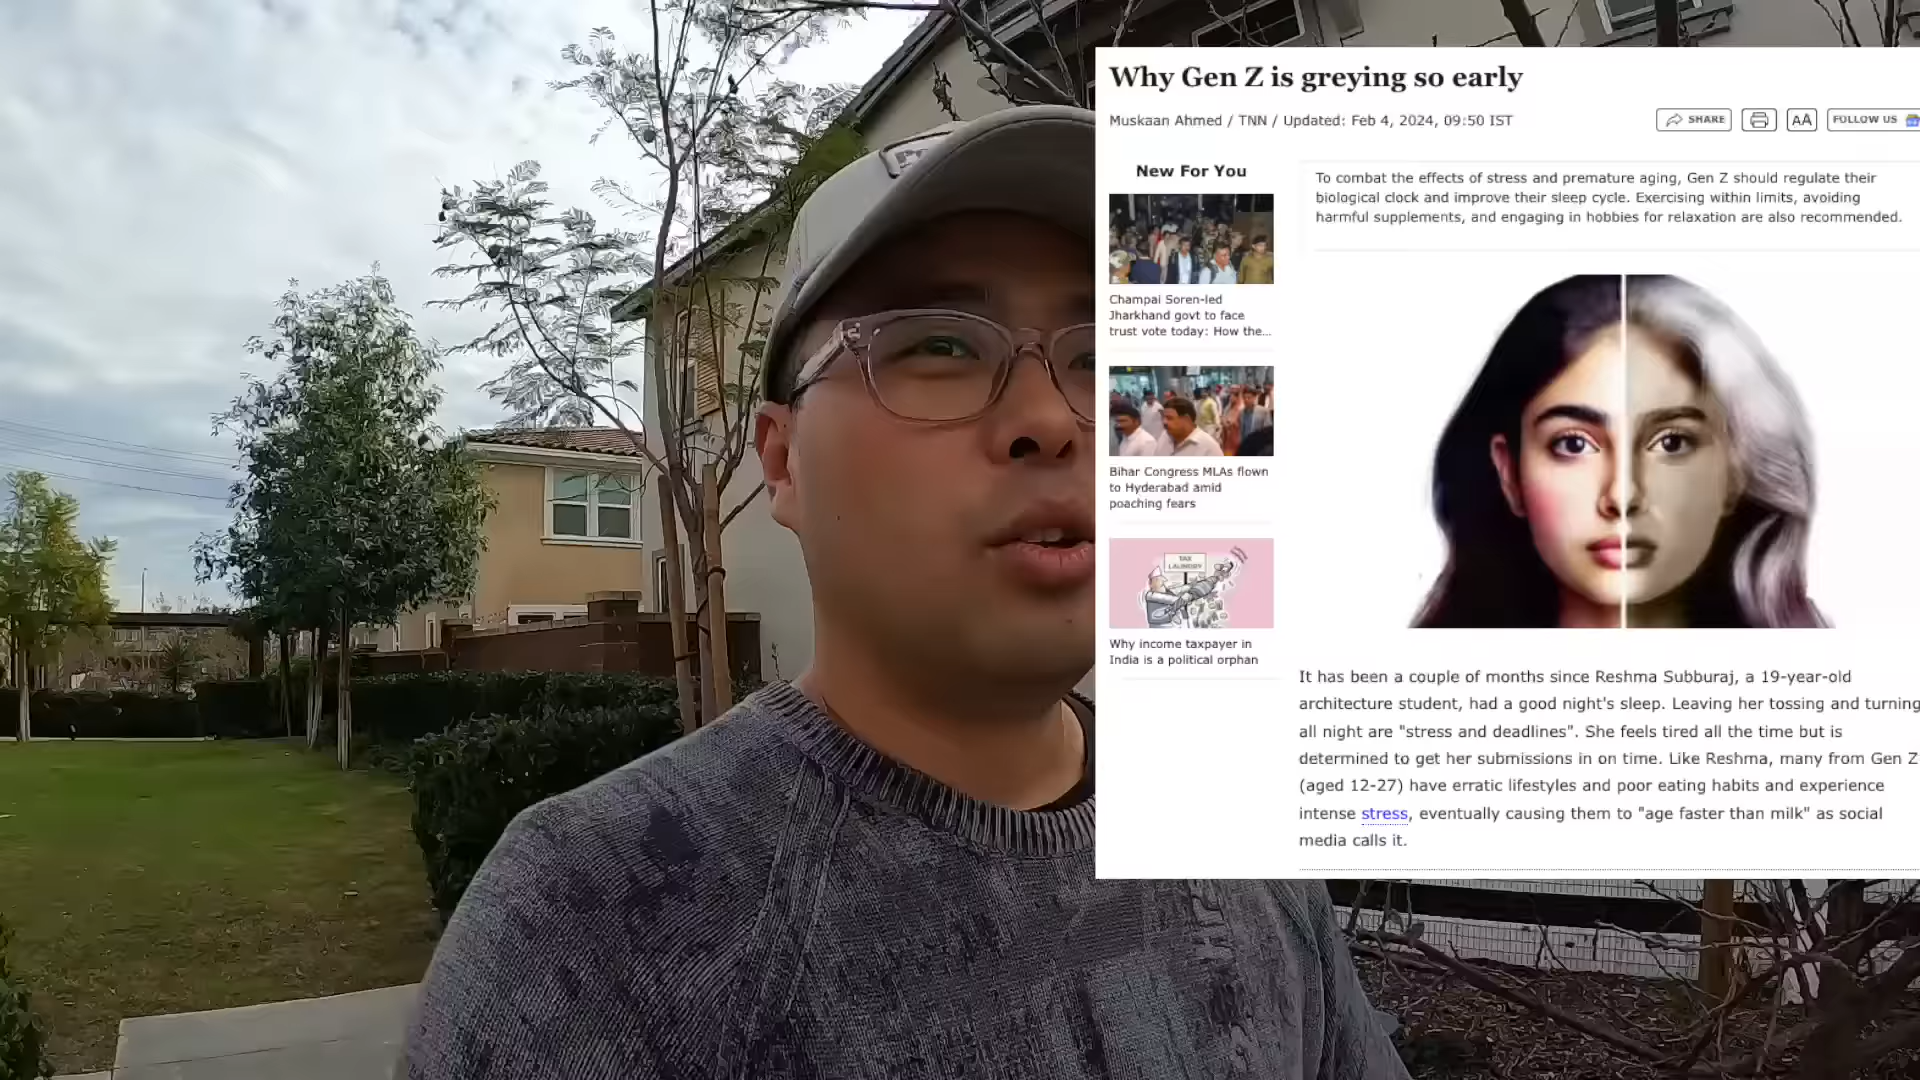 Why Gen Z is greying so early
Muskaan Ahmed / TNN / Updated: Feb 4, 2024, 09:50 IST
SHARE
AA
FOLLOW US
New For You
Champai Soren-led
Jharkhand govt to face
trust vote today: How the...
Bihar Congress MLAs flown
to Hyderabad amid
poaching fears
TAX
LAUNDRY
Why income taxpayer in
India is a political orphan
To combat the effects of stress and premature aging, Gen Z should regulate their
biological clock and improve their sleep cycle. Exercising within limits, avoiding
harmful supplements, and engaging in hobbies for relaxation are also recommended.
It has been a couple of months since Reshma Subburaj, a 19-year-old
architecture student, had a good night's sleep. Leaving her tossing and turning
all night are "stress and deadlines". She feels tired all the time but is
determined to get her submissions in on time. Like Reshma, many from Gen Z
(aged 12-27) have erratic lifestyles and poor eating habits and experience
intense stress, eventually causing them to "age faster than milk" as social
media calls it.